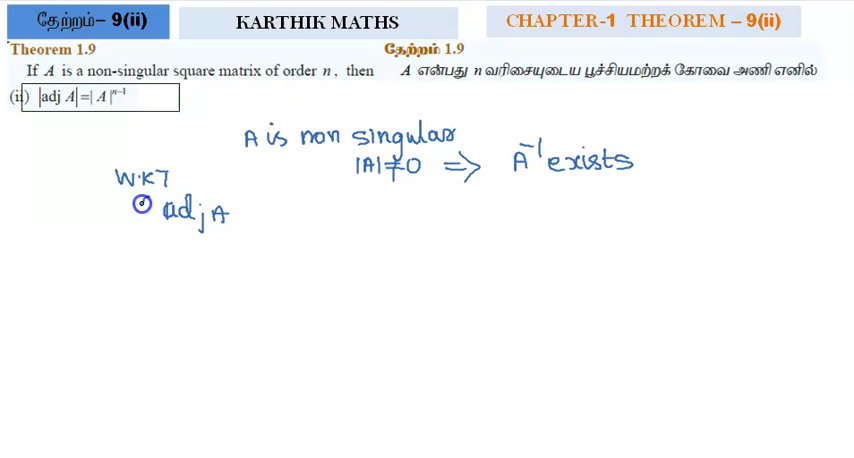 தேற்றம்– 9(ii) KARTHIK MATHS CHAPTER-1 THEOREM – 9(ii)
Theorem 1.9 தேற்றம் 1.9
If A is a non-singular square matrix of order n, then A என்பது n வரிசையுடைய பூச்சியமற்றக் கோவை அணி எனில்
(ii) |adj A|=| A |ⁿ⁻¹
A is non singular
|A| ≠ 0 ⇒ A⁻¹ exists
W.K.T
adj A